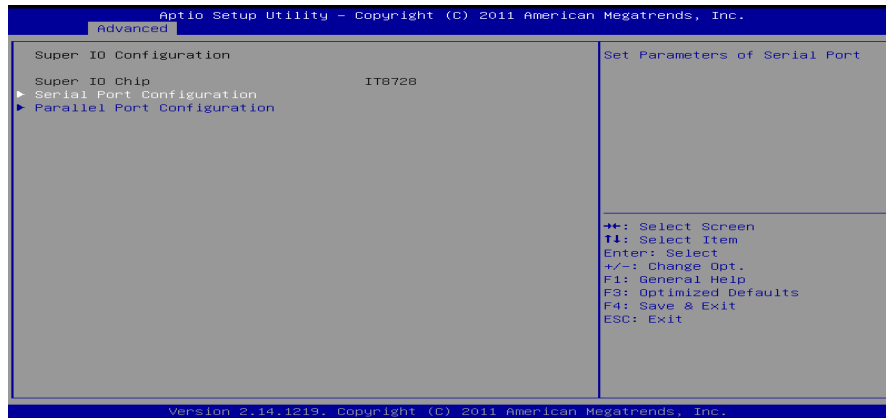 Aptio Setup Utility - Copyright (C) 2011 American Megatrends, Inc.
Advanced
Super IO Configuration
Super IO Chip IT8728
► Serial Port Configuration
► Parallel Port Configuration
Set Parameters of Serial Port
→←: Select Screen
↑↓: Select Item
Enter: Select
+/-: Change Opt.
F1: General Help
F3: Optimized Defaults
F4: Save & Exit
ESC: Exit
Version 2.14.1219. Copyright (C) 2011 American Megatrends, Inc.